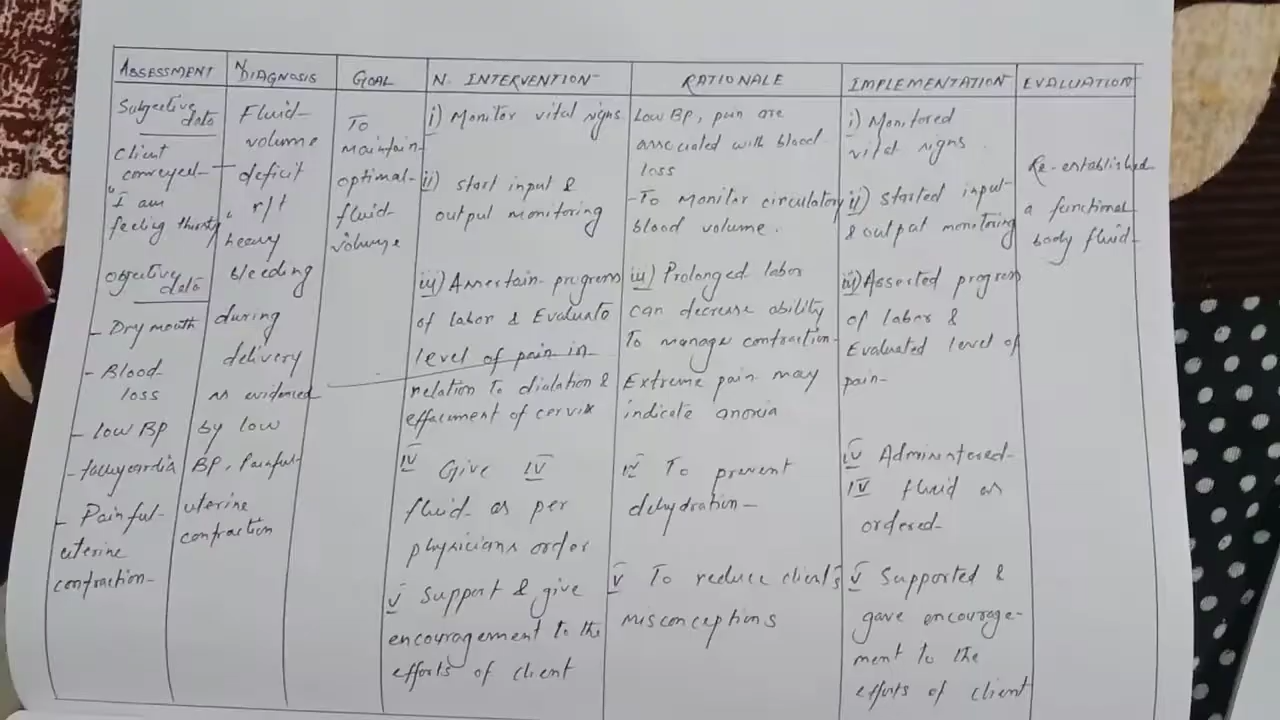 ASSESSMENT
Subjective
data
Client
conveyed-
"I am
feeling thirsty
Objective
data
- Dry mouth
- Blood
loss
- low BP
- tachycardia
- Painful-
uterine
contraction-
N DIAGNOSIS
Fluid-
volume
deficit
r/t
heavy
bleeding
during
delivery
as evidenced
by low
BP, Painful-
uterine
contraction
GOAL
To
maintain-
optimal-
fluid-
volume
N. INTERVENTION-
i) Monitor vital signs
ii) start input &
output monitoring
iii) Assertain- progress
of labor & Evaluate
level of pain in
relation to dialation &
effacement of cervix
IV Give IV
fluid as per
physicians order
V Support & give
encouragement to the
efforts of client
RATIONALE
Low BP, pain are
associated with blood-
loss
-To Monitor circulatory
blood volume.
iii) Prolonged labor
can decrease ability
To manage contraction-
Extreme pain may
indicate anoxia
IV To prevent
dehydration-
V To reduce client's
misconceptions
IMPLEMENTATION
i) Monitored
vital signs.
ii) started input-
& output monitoring
iii) Asserted progress
of labor &
Evaluated level of
pain-
IV Administered-
IV fluid as
ordered-
V Supported &
gave encourage-
ment to the
efforts of client
EVALUATION
Re-established
a functional
body fluid-